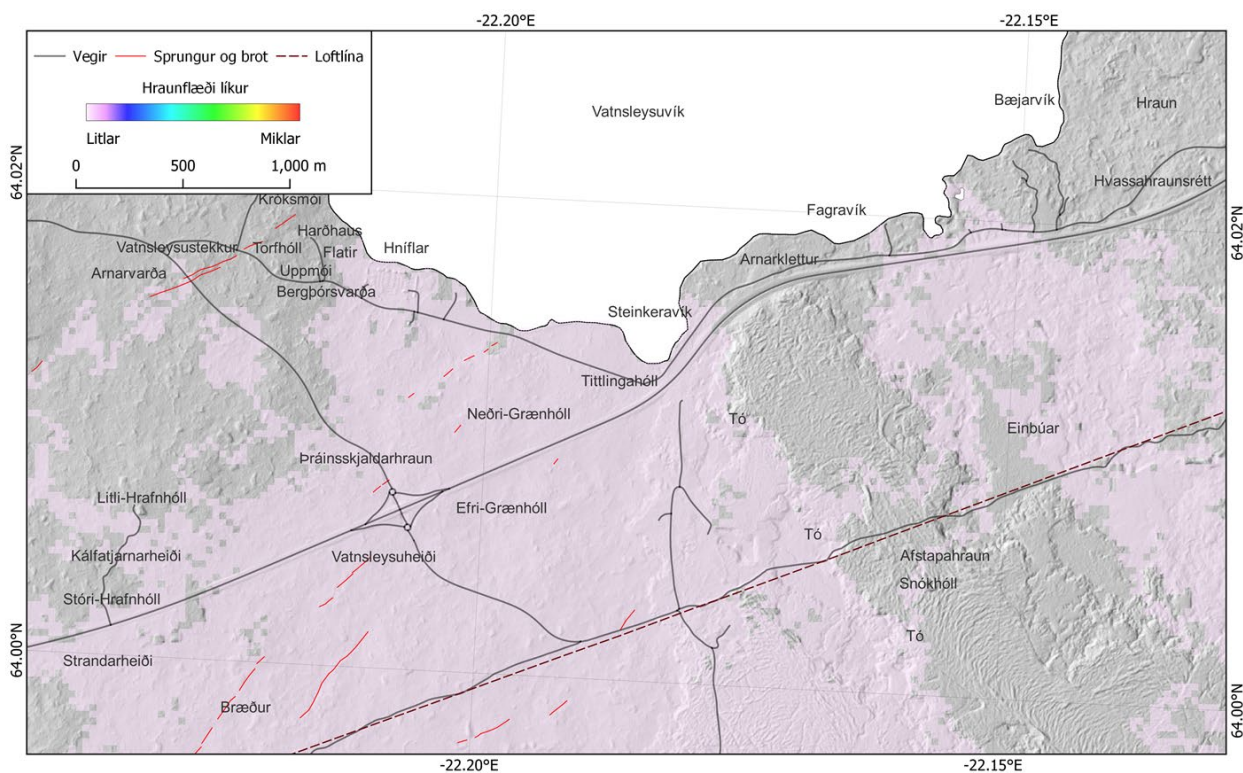 -22.20°E
-22.15°E
Vegir
Sprungur og brot
Loftlína
Hraunflæði líkur
Litlar
Miklar
0
500
1,000 m
64.02°N
64.02°N
Vatnsleysuvík
Bæjarvík
Hraun
Hvassahraunsrétt
Fagravík
Króksmói
Harðhaus
Vatnsleysustekkur
Torfhóll
Flatir
Hníflar
Arnarvarða
Uppmói
Bergþórsvarða
Arnarklettur
Steinkeravík
Tittlingahóll
Neðri-Grænhóll
Tó
Einbúar
Þráinsskjaldarhraun
Litli-Hrafnhóll
Efri-Grænhóll
Tó
Kálfatjarnarheiði
Vatnsleysuheiði
Afstapahraun
Snókhóll
Stóri-Hrafnhóll
Tó
Strandarheiði
64.00°N
Bræður
64.00°N
-22.20°E
-22.15°E